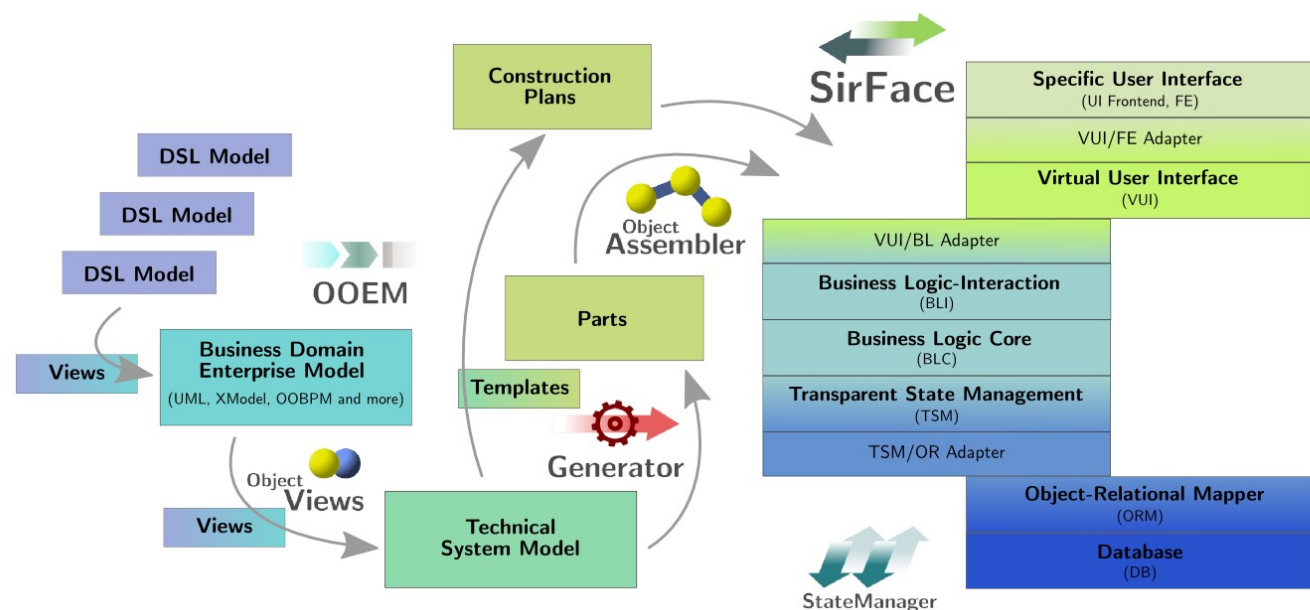 DSL Model
DSL Model
DSL Model
OOEM
Views
Business Domain
Enterprise Model
(UML, XModel, OOBPM and more)
Object
Views
Views
Technical
System Model
Construction
Plans
Object
Assembler
Parts
Templates
Generator
SirFace
Specific User Interface
(UI Frontend, FE)
VUI/FE Adapter
Virtual User Interface
(VUI)
VUI/BL Adapter
Business Logic-Interaction
(BLI)
Business Logic Core
(BLC)
Transparent State Management
(TSM)
TSM/OR Adapter
Object-Relational Mapper
(ORM)
Database
(DB)
StateManager